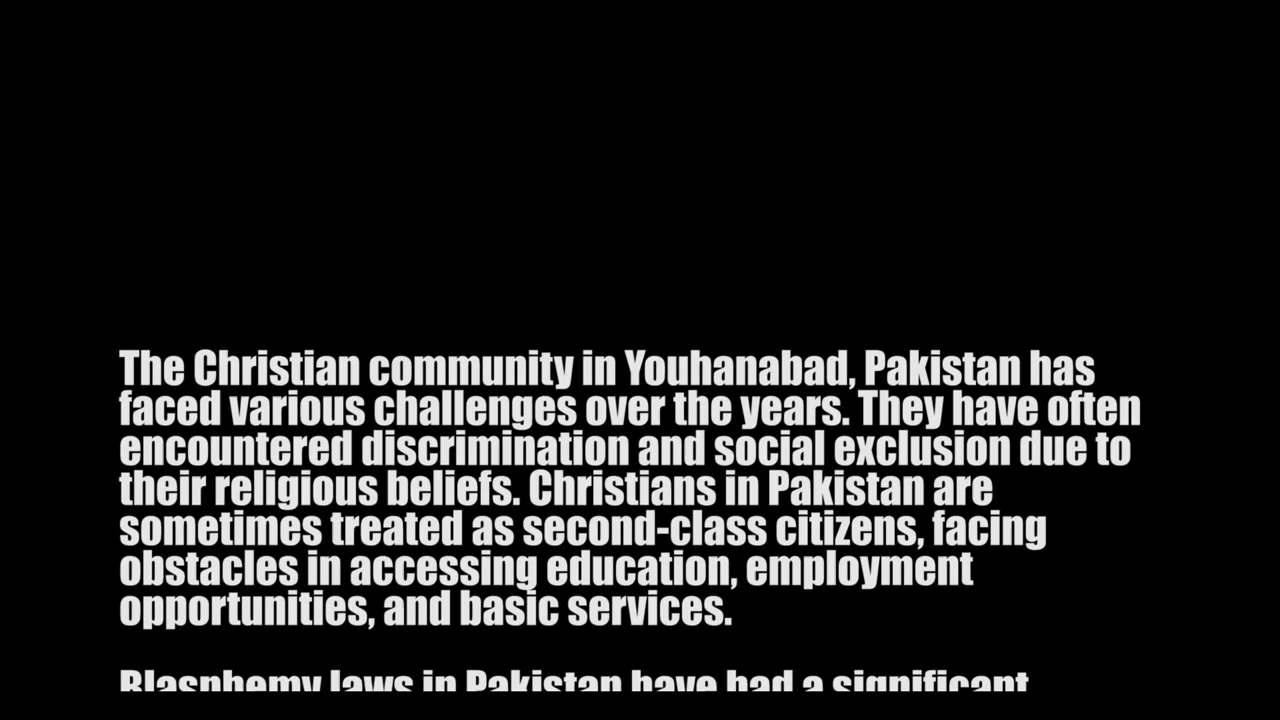 The Christian community in Youhanabad, Pakistan has
faced various challenges over the years. They have often
encountered discrimination and social exclusion due to
their religious beliefs. Christians in Pakistan are
sometimes treated as second-class citizens, facing
obstacles in accessing education, employment
opportunities, and basic services.
Blasphemy laws in Pakistan have had a significant